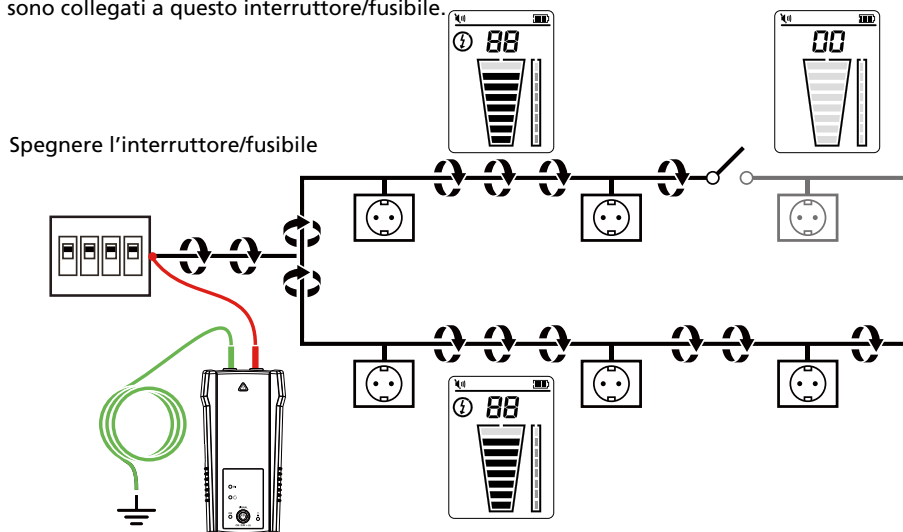 sono collegati a questo interruttore/fusibile.
88
00
Spegnere l'interruttore/fusibile
88